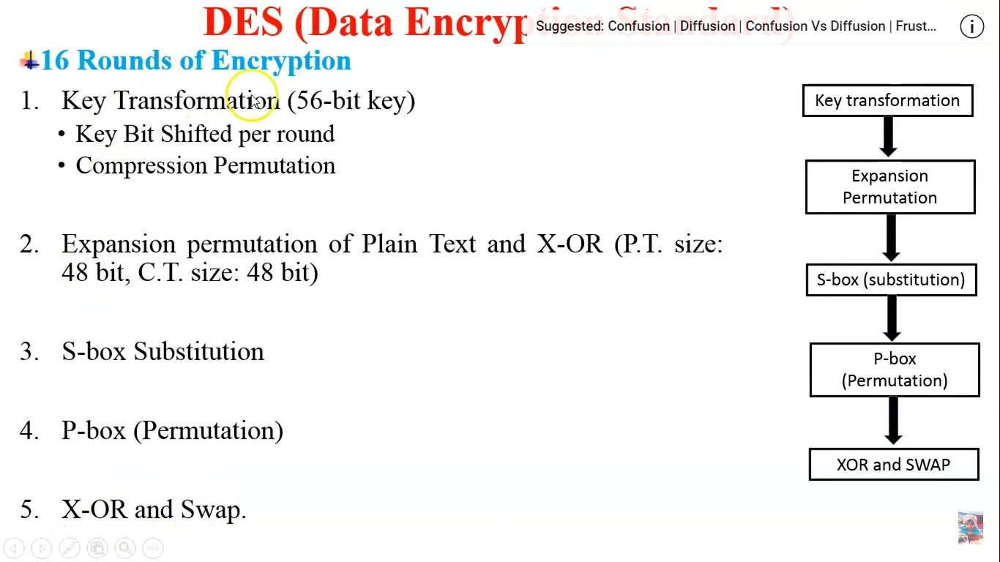 DES (Data Encryption Standard)
Suggested: Confusion | Diffusion | Confusion Vs Diffusion | Frust...
16 Rounds of Encryption
1. Key Transformation (56-bit key)
• Key Bit Shifted per round
• Compression Permutation
2. Expansion permutation of Plain Text and X-OR (P.T. size:
48 bit, C.T. size: 48 bit)
3. S-box Substitution
4. P-box (Permutation)
5. X-OR and Swap.
Key transformation
Expansion
Permutation
S-box (substitution)
P-box
(Permutation)
XOR and SWAP